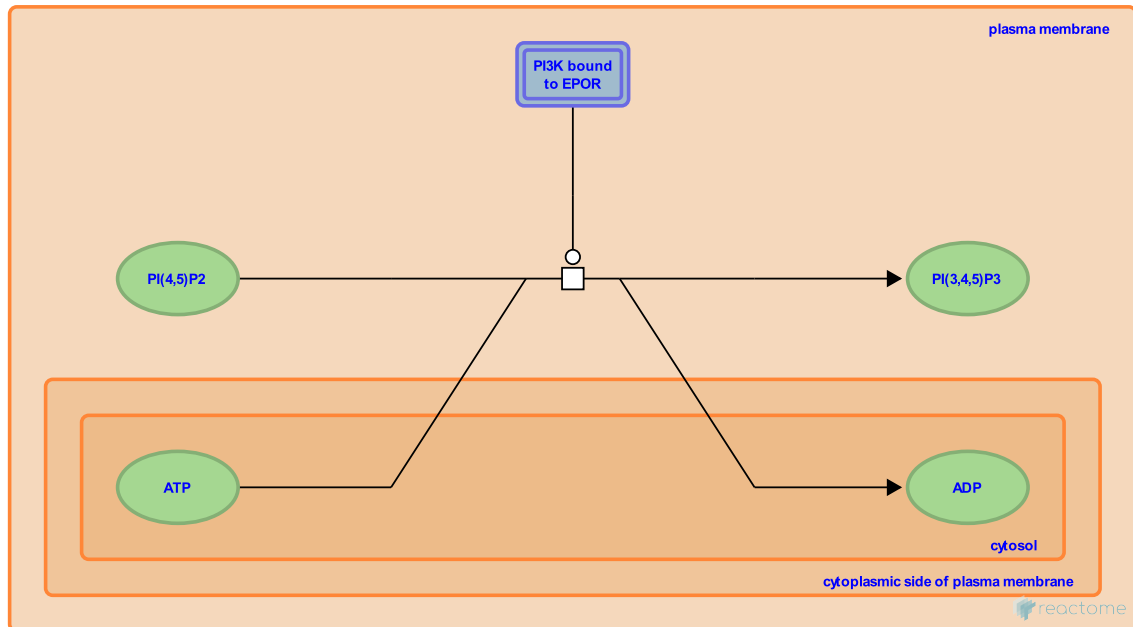 plasma membrane
PI3K bound
to EPOR
PI(4,5)P2
PI(3,4,5)P3
ATP
ADP
cytosol
cytoplasmic side of plasma membrane
reactome